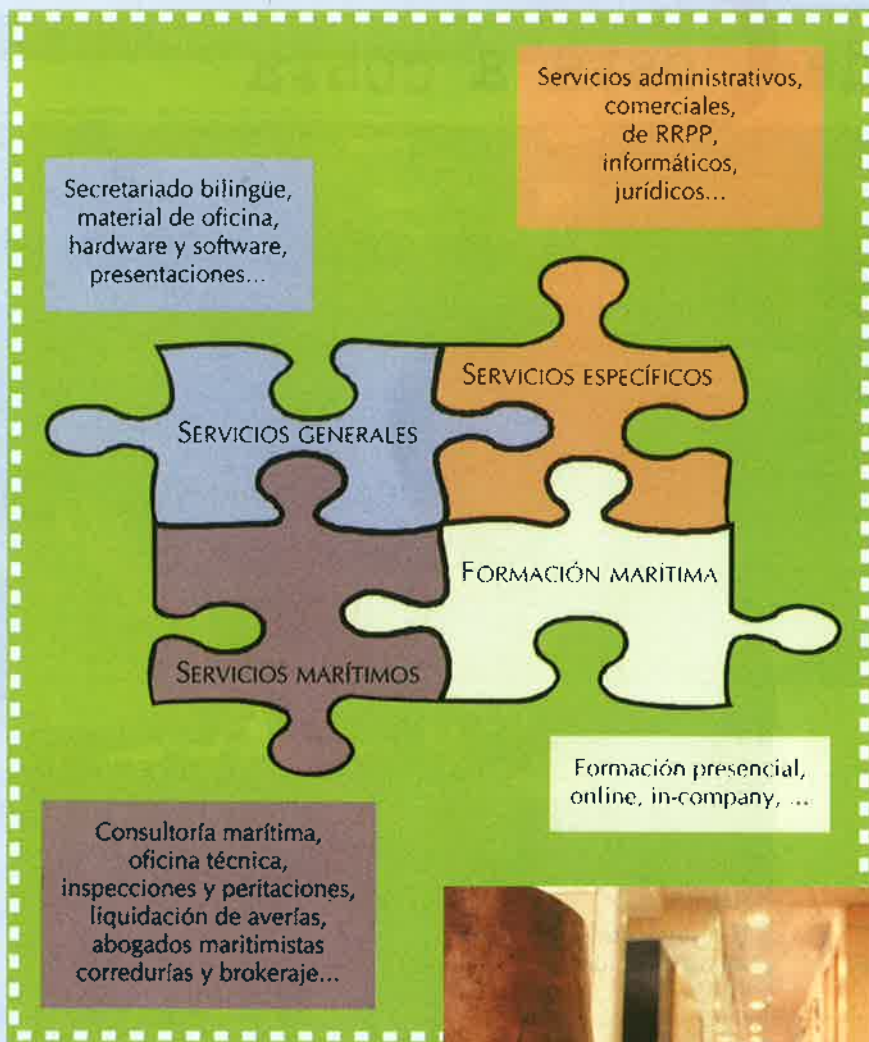 Servicios administrativos,
comerciales,
de RRPP,
informáticos,
jurídicos...
Secretariado bilingüe,
material de oficina,
hardware y software,
presentaciones...
SERVICIOS ESPECÍFICOS
SERVICIOS GENERALES
FORMACIÓN MARÍTIMA
SERVICIOS MARÍTIMOS
Formación presencial,
online, in-company, ...
Consultoría marítima,
oficina técnica,
inspecciones y peritaciones,
liquidación de averías,
abogados maritimistas
corredurías y brokeraje...